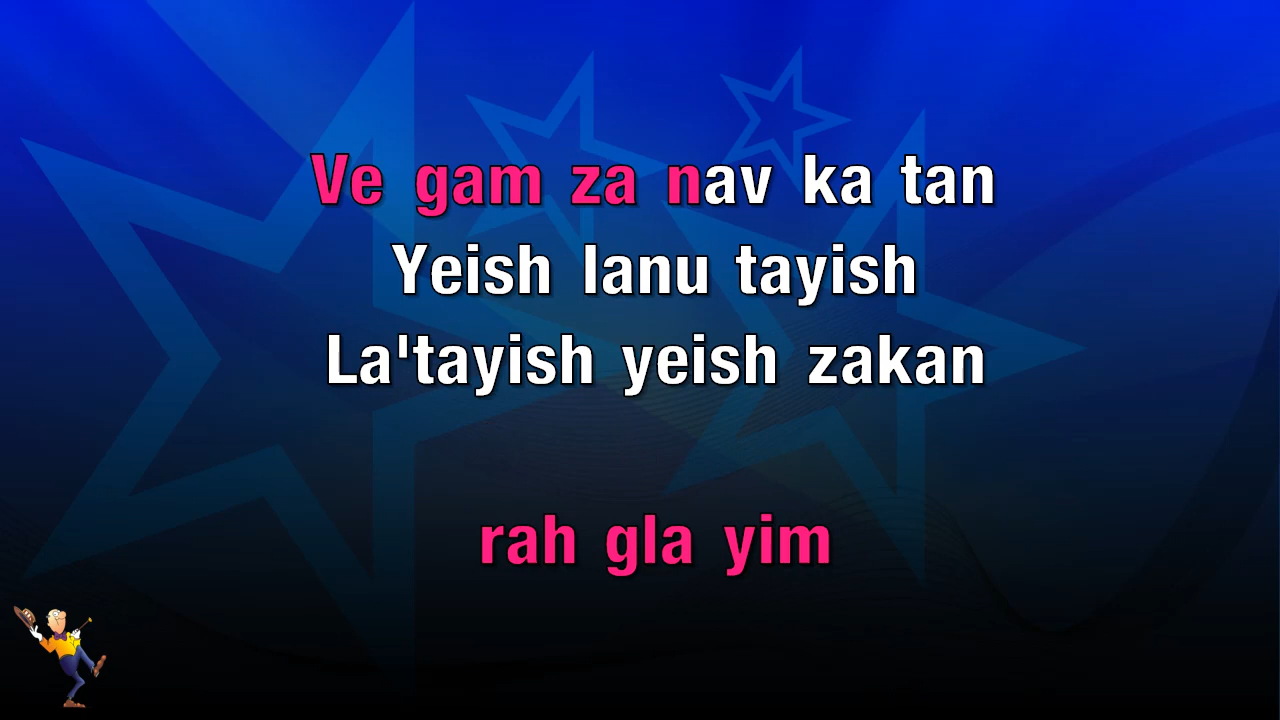 Ve gam za nav ka tan
Yeish lanu tayish
La'tayish yeish zakan
rah gla yim